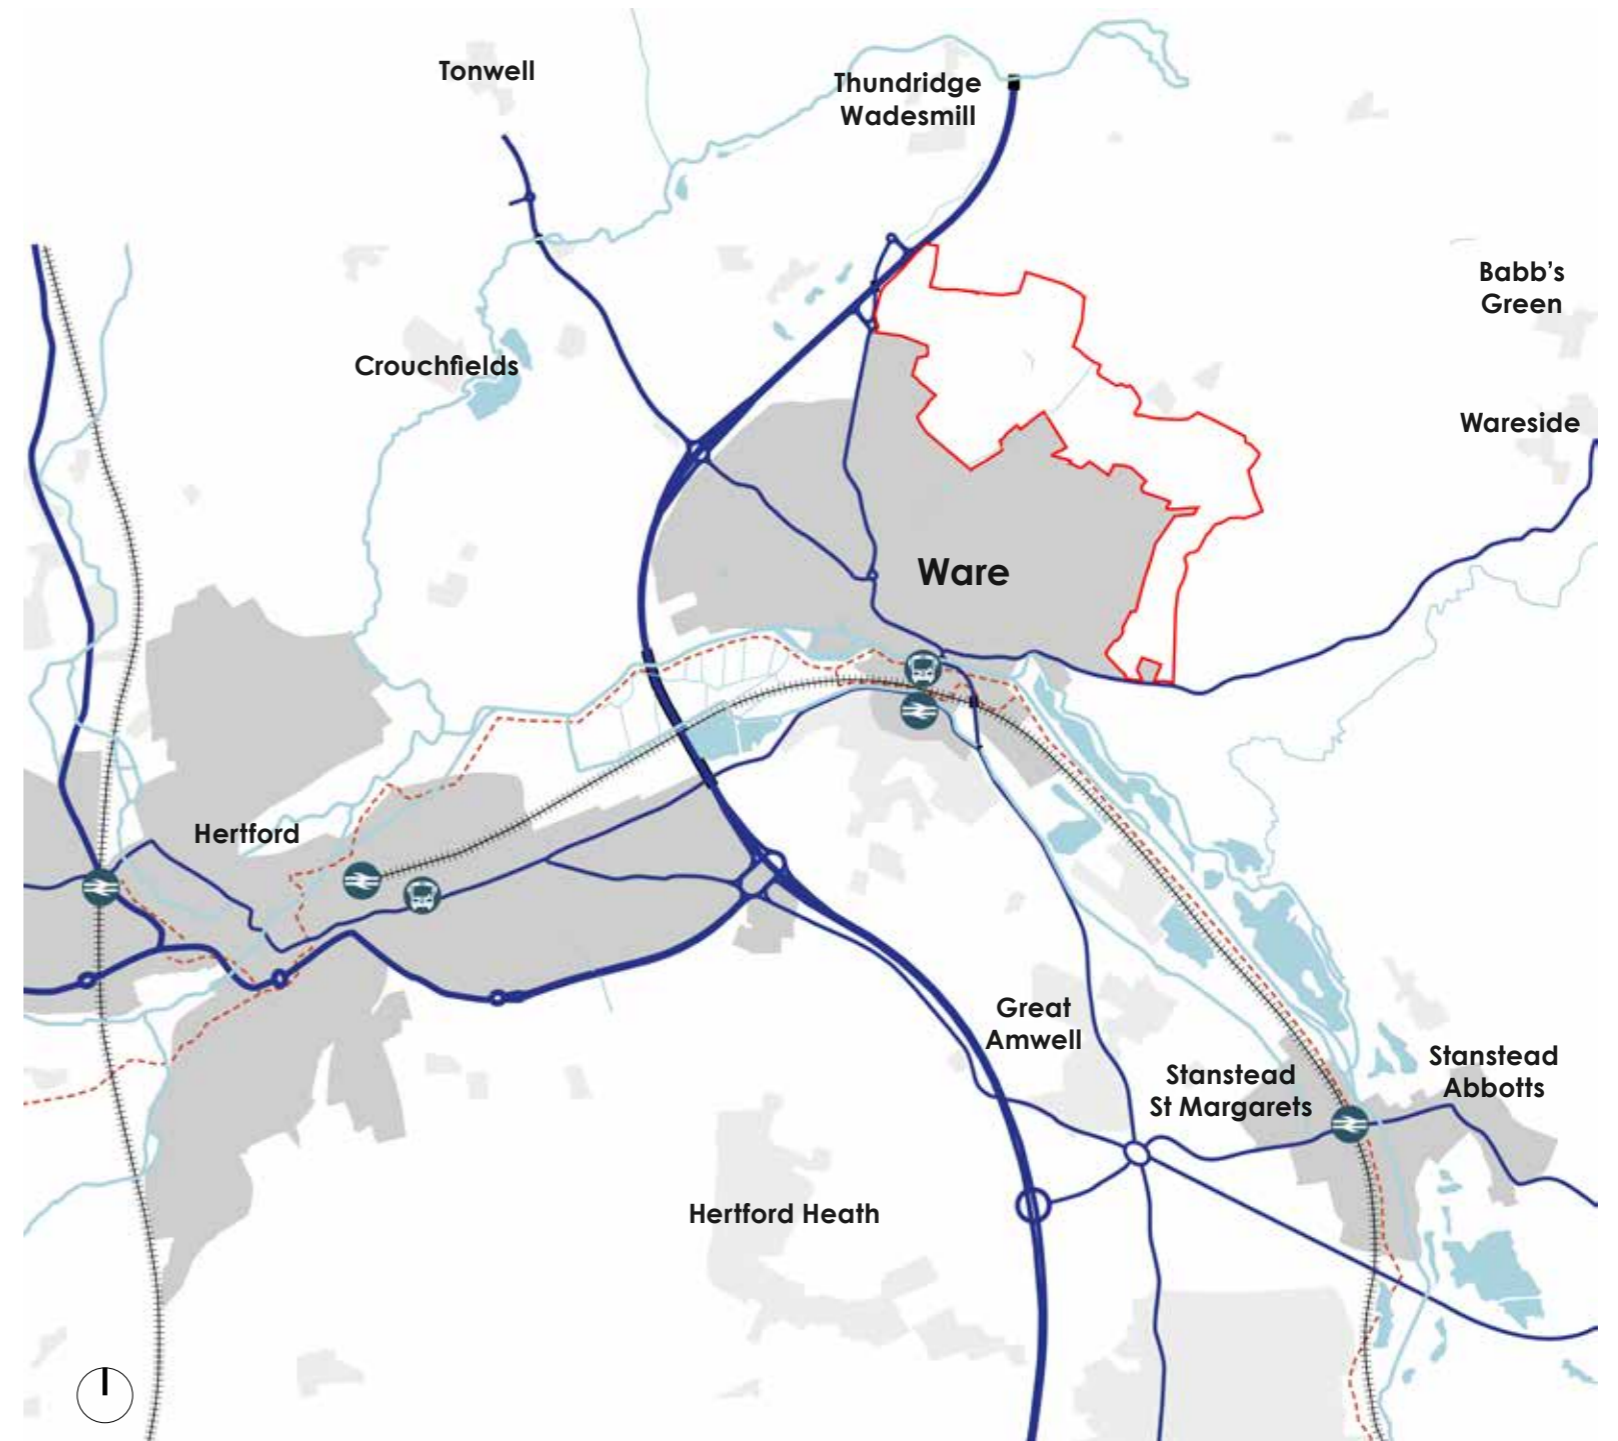 Tonwell
Thundridge
Wadesmill
Babb's
Green
Crouchfields
Wareside
Ware
Hertford
Great
Amwell
Stanstead
St Margarets
Stanstead
Abbotts
Hertford Heath